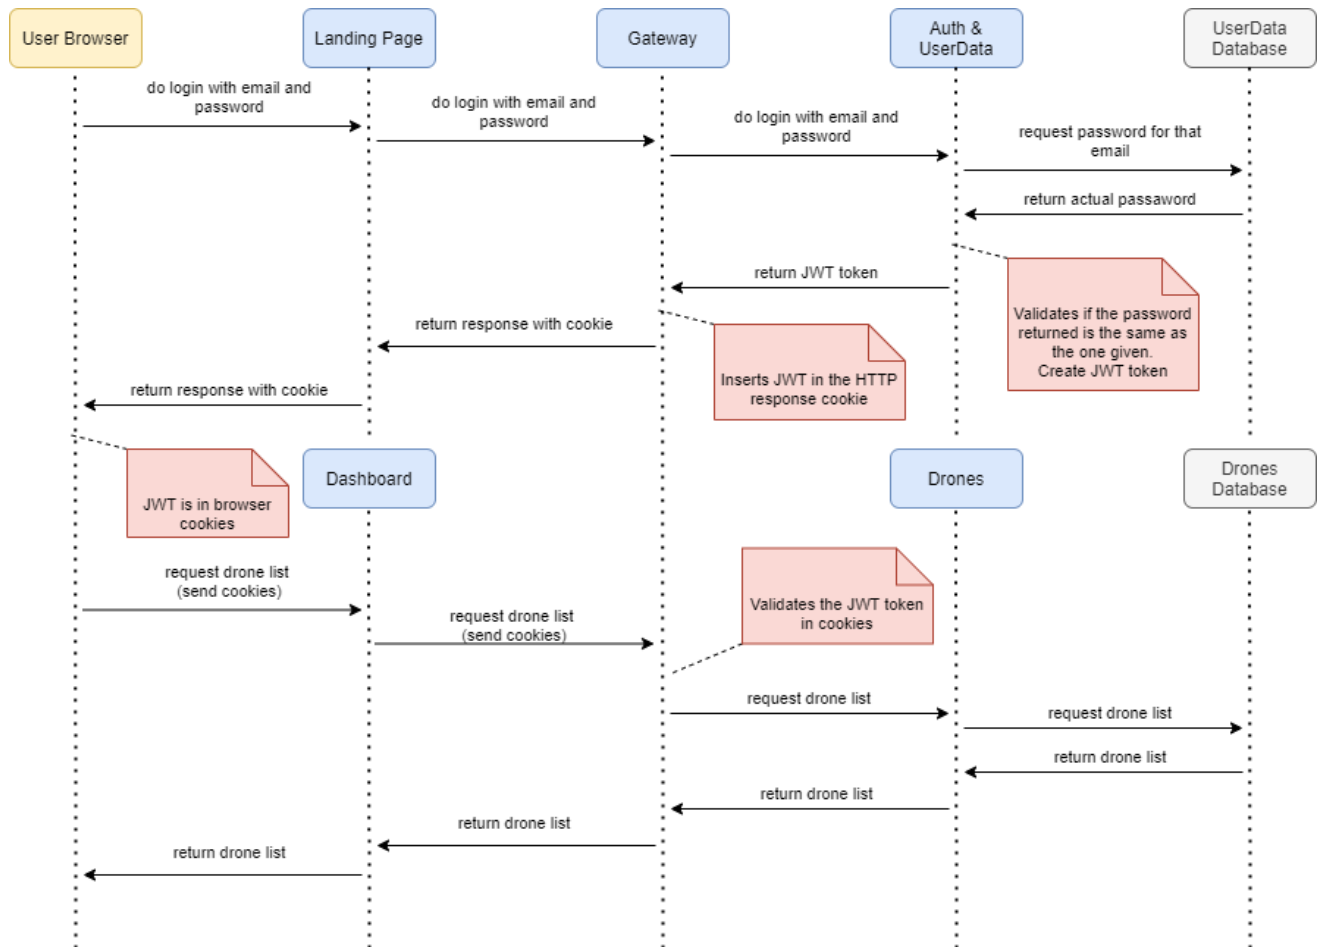 User Browser
Landing Page
Gateway
Auth &
UserData
UserData
Database
do login with email and
password
do login with email and
password
do login with email and
password
request password for that
email
return actual passaword
return JWT token
Validates if the password
returned is the same as
the one given.
Create JWT token
return response with cookie
Inserts JWT in the HTTP
response cookie
return response with cookie
JWT is in browser
cookies
Dashboard
Drones
Drones
Database
request drone list
(send cookies)
request drone list
(send cookies)
Validates the JWT token
in cookies
request drone list
request drone list
return drone list
return drone list
return drone list
return drone list